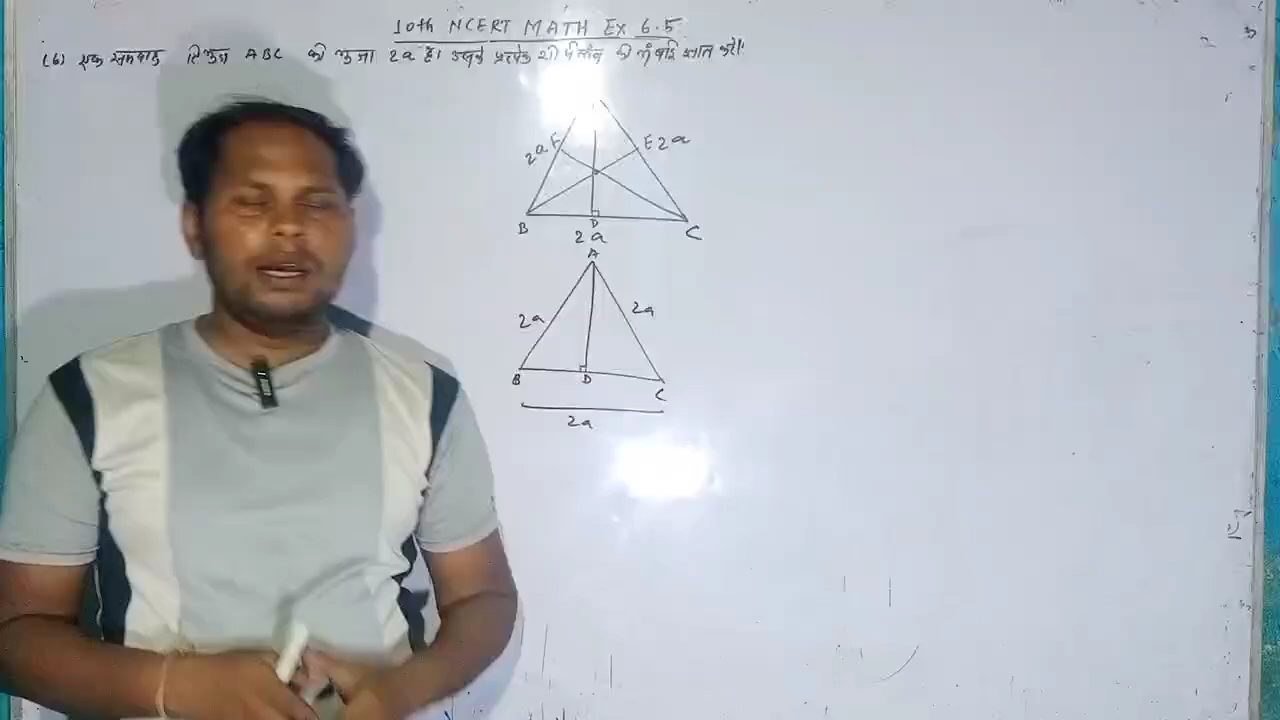 10th NCERT MATH EX 6.5
(6) एक समबाहु त्रिभुज ABC की भुजा 2a है। उसके प्रत्येक शीर्षलंब की लंबाई ज्ञात करें।
2a F E 2a
B D C
2a
A
2a 2a
B D C
2a